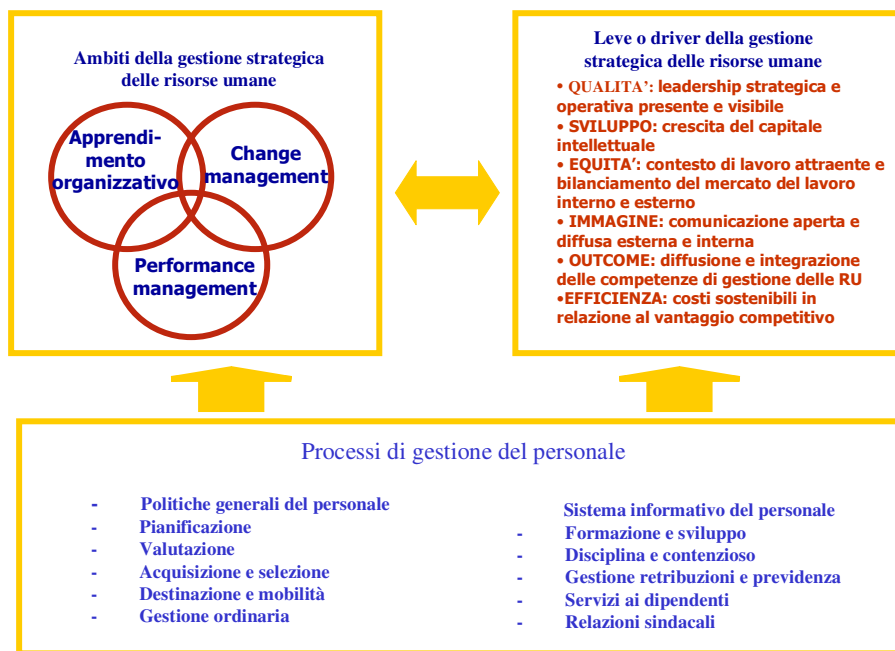 Ambiti della gestione strategica
delle risorse umane
Apprendi-
mento
organizzativo
Change
management
Performance
management
Leve o driver della gestione
strategica delle risorse umane
• QUALITA’: leadership strategica e
operativa presente e visibile
• SVILUPPO: crescita del capitale
intellettuale
• EQUITA’: contesto di lavoro attraente e
bilanciamento del mercato del lavoro
interno e esterno
• IMMAGINE: comunicazione aperta e
diffusa esterna e interna
• OUTCOME: diffusione e integrazione
delle competenze di gestione delle RU
•EFFICIENZA: costi sostenibili in
relazione al vantaggio competitivo
Processi di gestione del personale
- Politiche generali del personale
- Pianificazione
- Valutazione
- Acquisizione e selezione
- Destinazione e mobilità
- Gestione ordinaria
Sistema informativo del personale
- Formazione e sviluppo
- Disciplina e contenzioso
- Gestione retribuzioni e previdenza
- Servizi ai dipendenti
- Relazioni sindacali